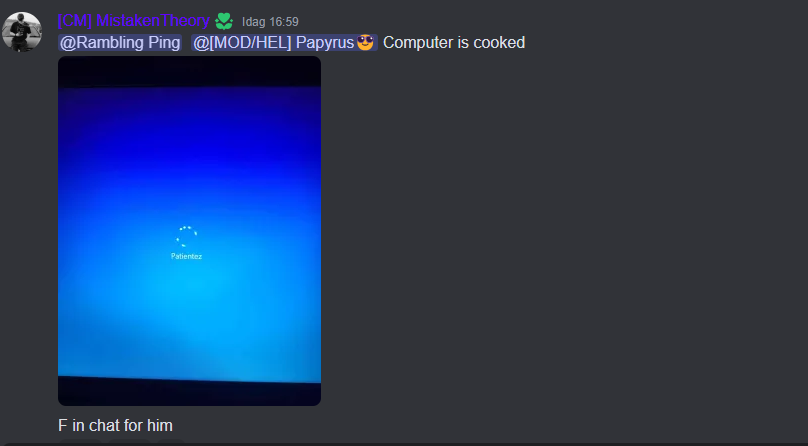 [CM] MistakenTheory Idag 16:59
@Rambling Ping @[MOD/HEL] Papyrus😎 Computer is cooked
Patientez
F in chat for him